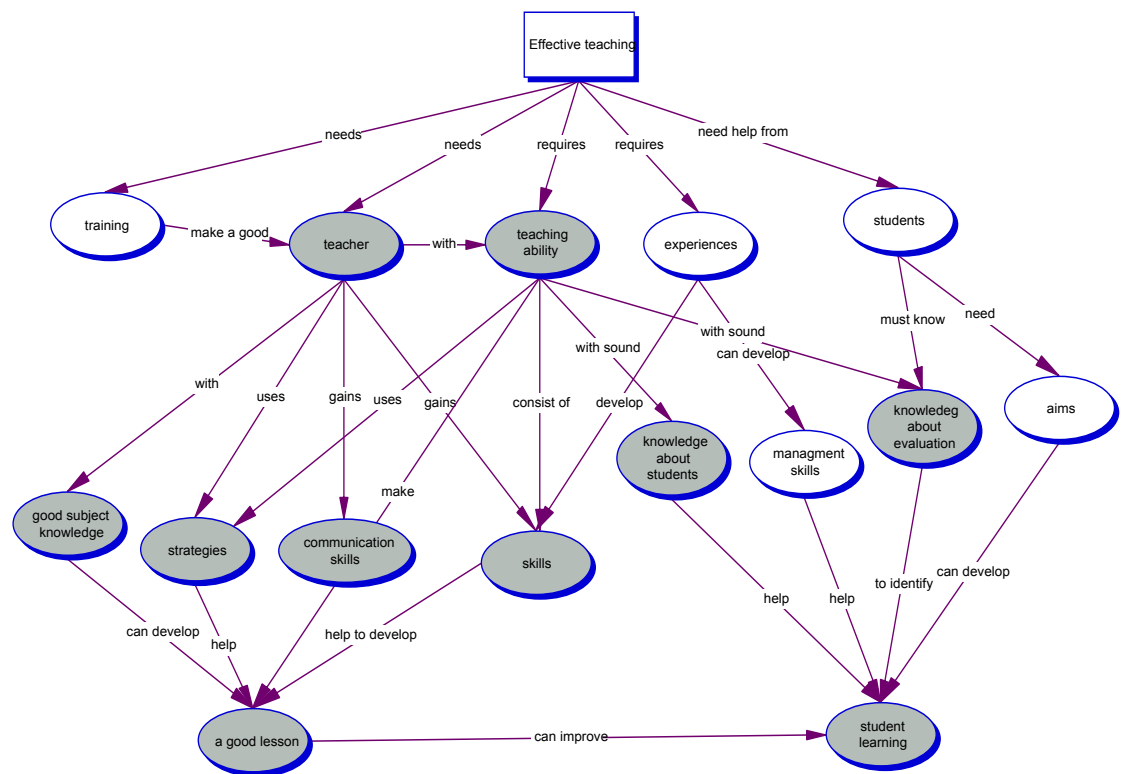 Effective teaching
needs
needs
requires
requires
need help from
training
make a good
teacher
with
teaching
ability
experiences
students
with
uses
gains
uses
gains
consist of
with sound
develop
can develop
with sound
must know
need
good subject
knowledge
strategies
communication
skills
make
skills
knowledge
about
students
managment
skills
knowledeg
about
evaluation
aims
can develop
help
help to develop
help
help
to identify
can develop
a good lesson
can improve
student
learning